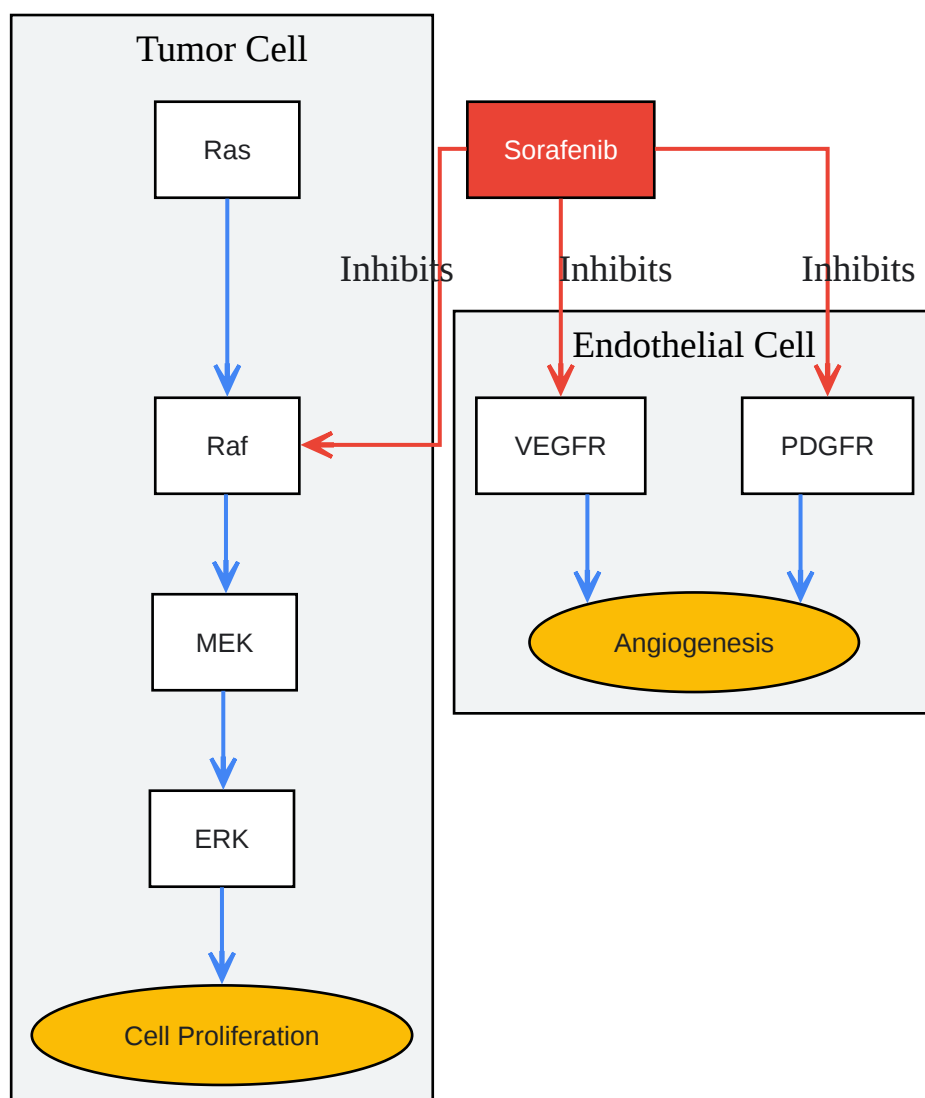 Tumor Cell
Ras
Sorafenib
Inhibits
Inhibits
Inhibits
Endothelial Cell
Raf
VEGFR
PDGFR
MEK
Angiogenesis
ERK
Cell Proliferation